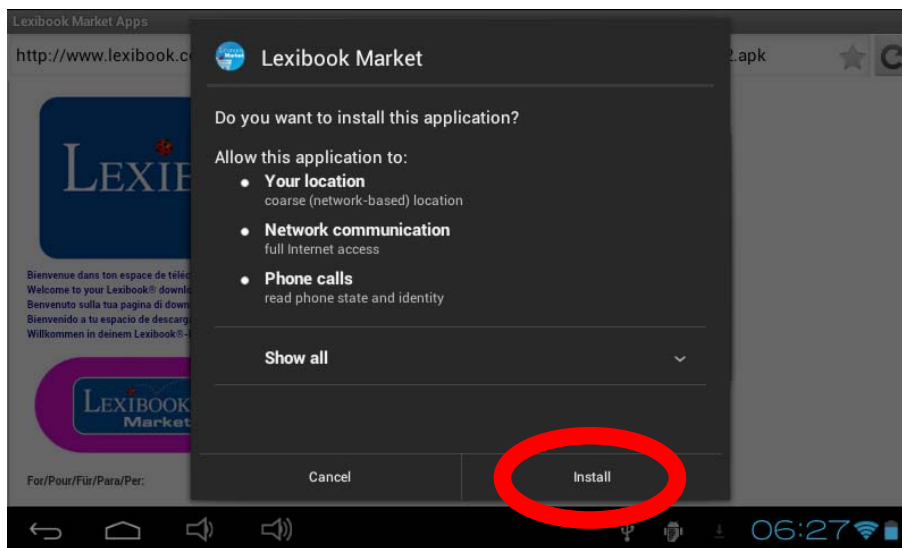 Lexibook Market Apps
http://www.lexibook.c
2.apk
Lexibook Market
Do you want to install this application?
Allow this application to:
Your location
coarse (network-based) location
Network communication
full Internet access
Phone calls
read phone state and identity
Show all
Cancel
Install
LEXIB
Bienvenue dans ton espace de télé
Welcome to your Lexibook® downl
Benvenuto sulla tua pagina di down
Bienvenido a tu espacio de descarg
Willkommen in deinem Lexibook®-
LEXIBOOK
Market
For/Pour/Für/Para/Per:
06:27